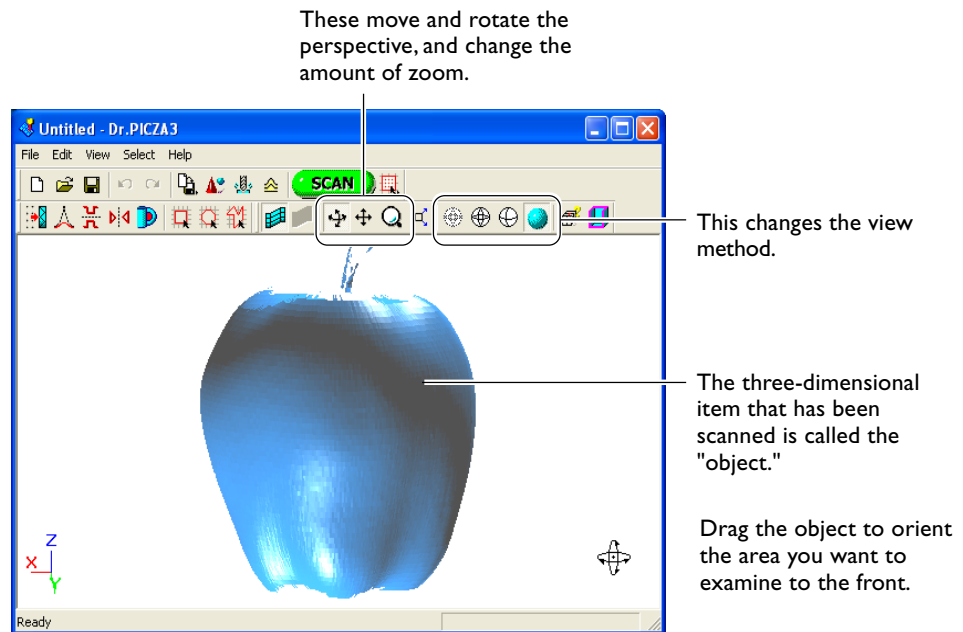 These move and rotate the
perspective, and change the
amount of zoom.
Untitled - Dr.PICZA3
File Edit View Select Help
SCAN
This changes the view
method.
The three-dimensional
item that has been
scanned is called the
"object."
Drag the object to orient
the area you want to
examine to the front.
Z
X
Y
Ready